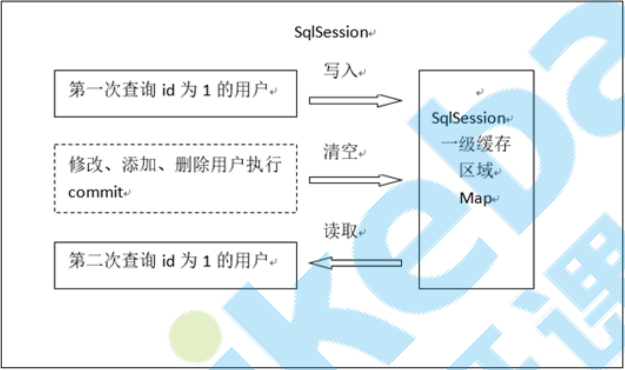 SqlSession
第一次查询 id 为 1 的用户
写入
修改、添加、删除用户执行
commit
清空
第二次查询 id 为 1 的用户
读取
SqlSession
一级缓存
区域
Map
ikeba
课